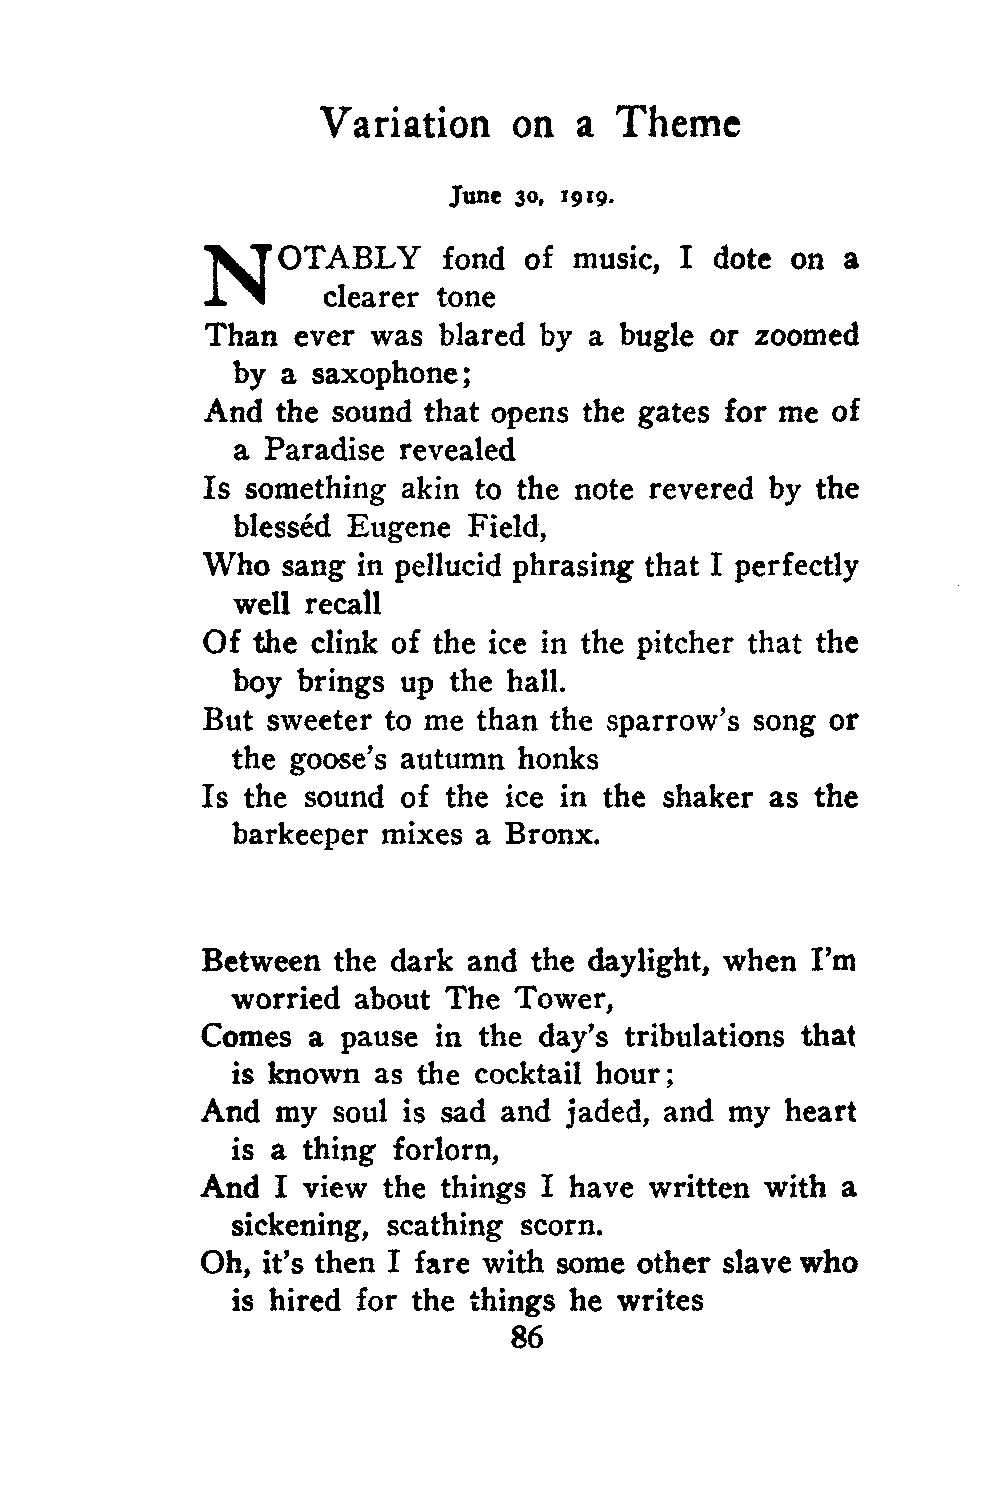 Variation on a Theme
June 30, 1919.
NOTABLY fond of music, I dote on a
clearer tone
Than ever was blared by a bugle or zoomed
by a saxophone;
And the sound that opens the gates for me of
a Paradise revealed
Is something akin to the note revered by the
blesséd Eugene Field,
Who sang in pellucid phrasing that I perfectly
well recall
Of the clink of the ice in the pitcher that the
boy brings up the hall.
But sweeter to me than the sparrow's song or
the goose's autumn honks
Is the sound of the ice in the shaker as the
barkeeper mixes a Bronx.
Between the dark and the daylight, when I'm
worried about The Tower,
Comes a pause in the day's tribulations that
is known as the cocktail hour;
And my soul is sad and jaded, and my heart
is a thing forlorn,
And I view the things I have written with a
sickening, scathing scorn.
Oh, it's then I fare with some other slave who
is hired for the things he writes
86